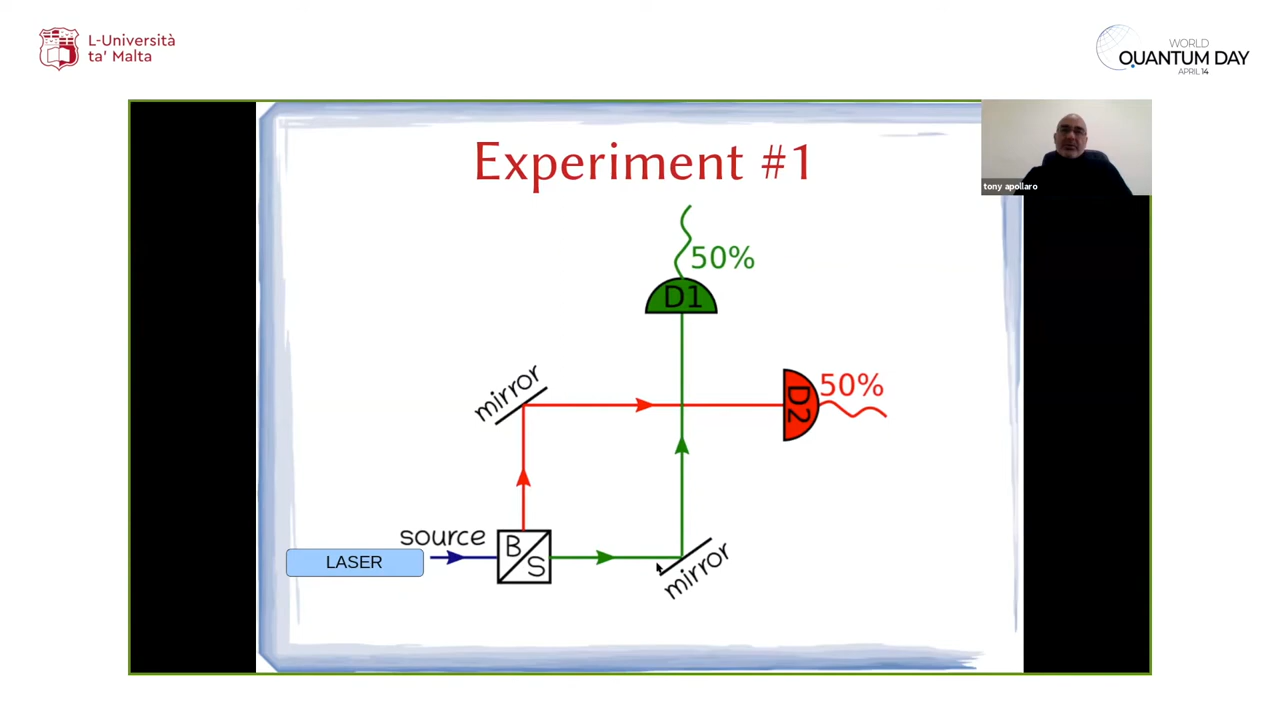 L-Università
ta' Malta
WORLD
QUANTUM DAY
APRIL 14
Experiment #1
tony apollaro
50%
D1
mirror
50%
D2
source
LASER
B
S
mirror